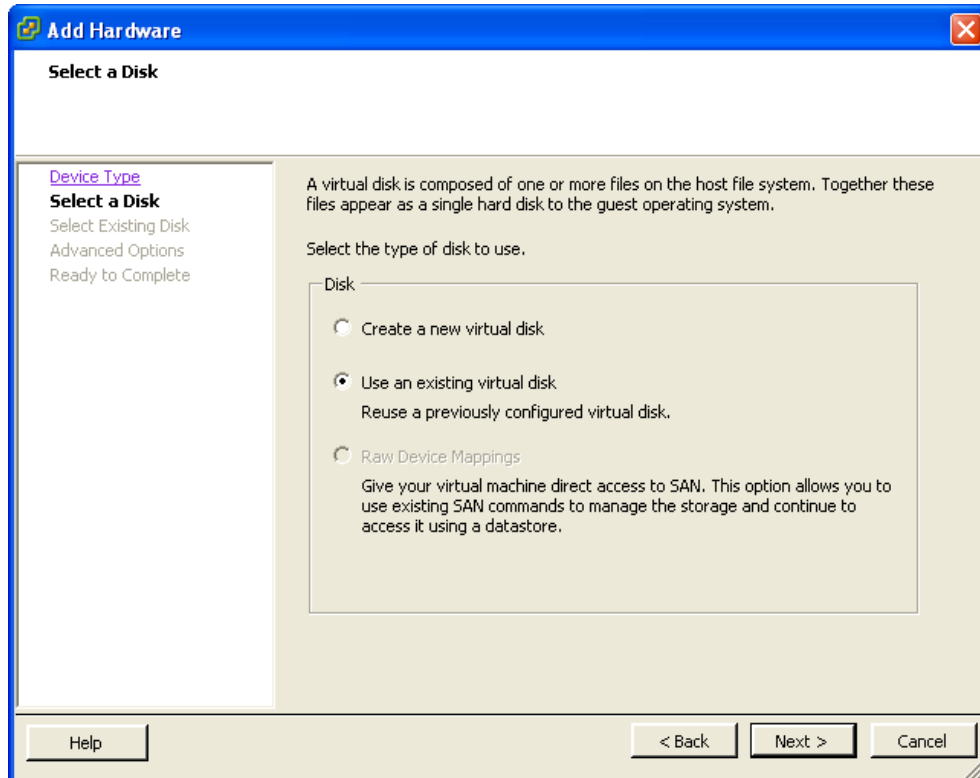 Add Hardware
Select a Disk
Device Type
Select a Disk
Select Existing Disk
Advanced Options
Ready to Complete
A virtual disk is composed of one or more files on the host file system. Together these
files appear as a single hard disk to the guest operating system.
Select the type of disk to use.
Disk
Create a new virtual disk
Use an existing virtual disk
Reuse a previously configured virtual disk.
Raw Device Mappings
Give your virtual machine direct access to SAN. This option allows you to
use existing SAN commands to manage the storage and continue to
access it using a datastore.
Help
< Back
Next >
Cancel